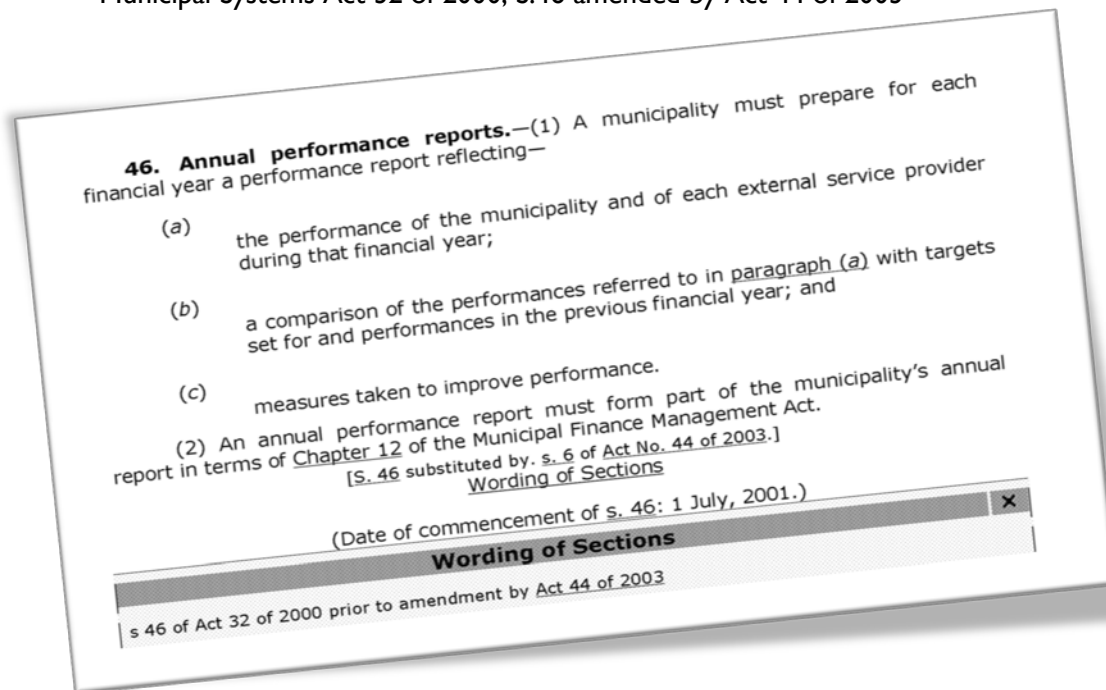 Municipal Systems Act 32 of 2000, s.46 amended by Act 44 of 2003
46. Annual performance reports.—(1) A municipality must prepare for each
financial year a performance report reflecting—
(a) the performance of the municipality and of each external service provider
during that financial year;
(b) a comparison of the performances referred to in paragraph (a) with targets
set for and performances in the previous financial year; and
(c) measures taken to improve performance.
(2) An annual performance report must form part of the municipality's annual
report in terms of Chapter 12 of the Municipal Finance Management Act.
[S. 46 substituted by. s. 6 of Act No. 44 of 2003.]
Wording of Sections
(Date of commencement of s. 46: 1 July, 2001.)
Wording of Sections
s 46 of Act 32 of 2000 prior to amendment by Act 44 of 2003